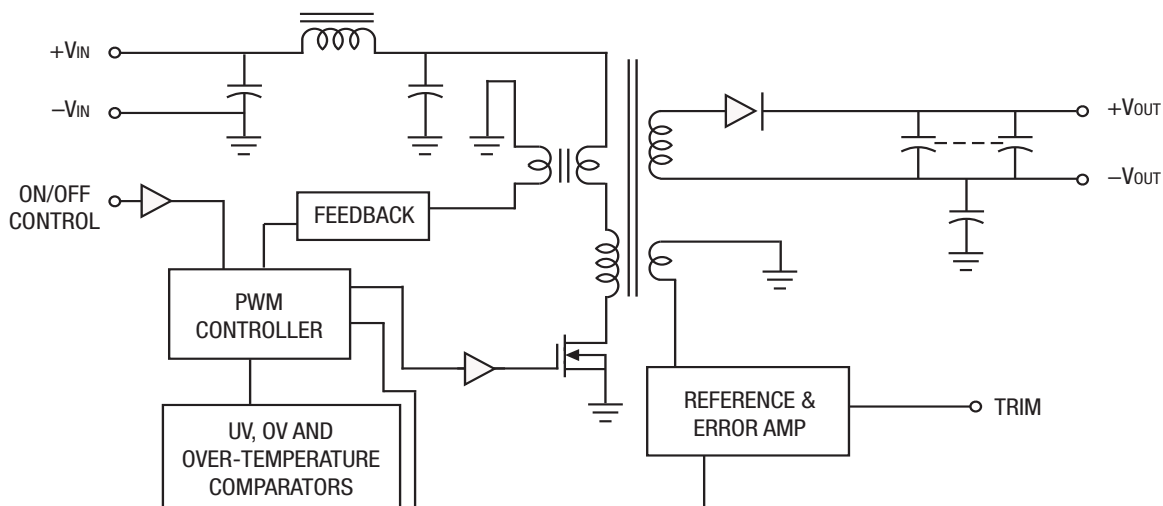 +VIN
–VIN
+VOUT
–VOUT
ON/OFF
CONTROL
FEEDBACK
PWM
CONTROLLER
REFERENCE &
ERROR AMP
TRIM
UV, OV AND
OVER-TEMPERATURE
COMPARATORS